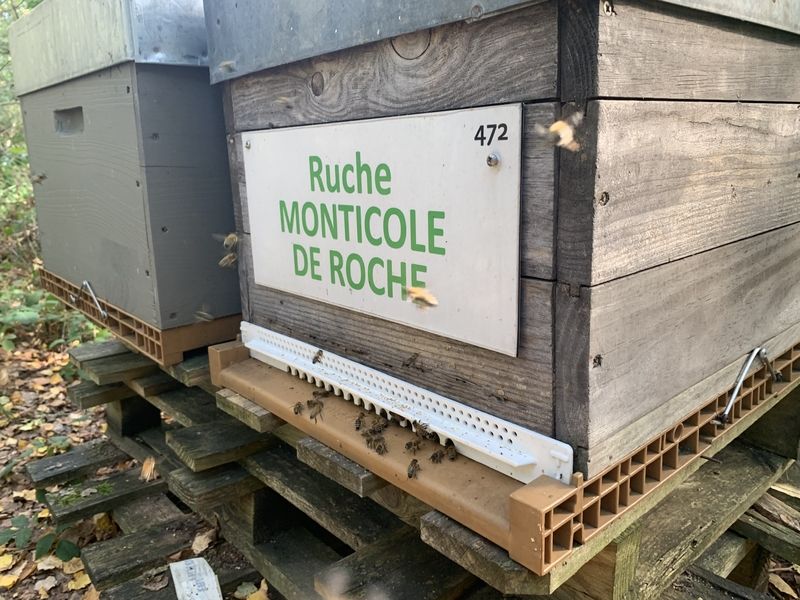 472
Ruche
MONTICOLE
DE ROCHE